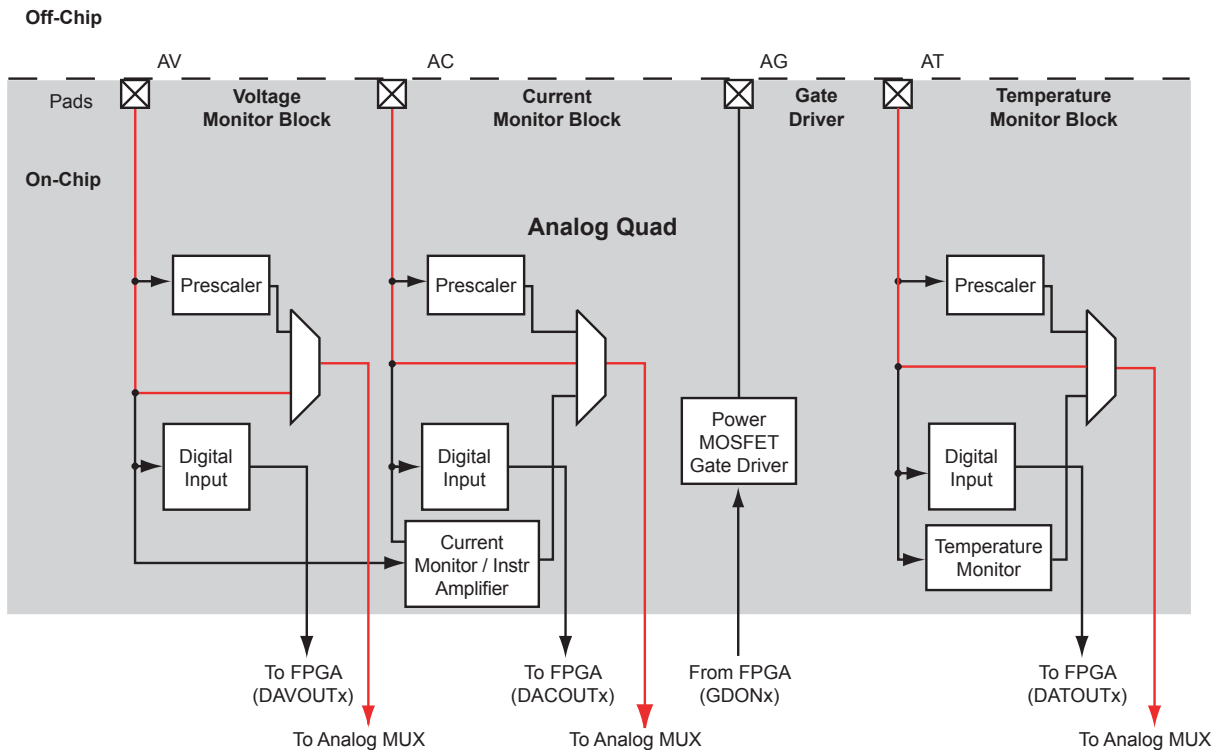 Off-Chip
AV
AC
AG
AT
Pads
Voltage
Monitor Block
Current
Monitor Block
Gate
Driver
Temperature
Monitor Block
On-Chip
Analog Quad
Prescaler
Prescaler
Prescaler
Digital
Input
Digital
Input
Power
MOSFET
Gate Driver
Digital
Input
Current
Monitor / Instr
Amplifier
Temperature
Monitor
To FPGA
(DAVOUTx)
To FPGA
(DACOUTx)
From FPGA
(GDONx)
To FPGA
(DATOUTx)
To Analog MUX
To Analog MUX
To Analog MUX